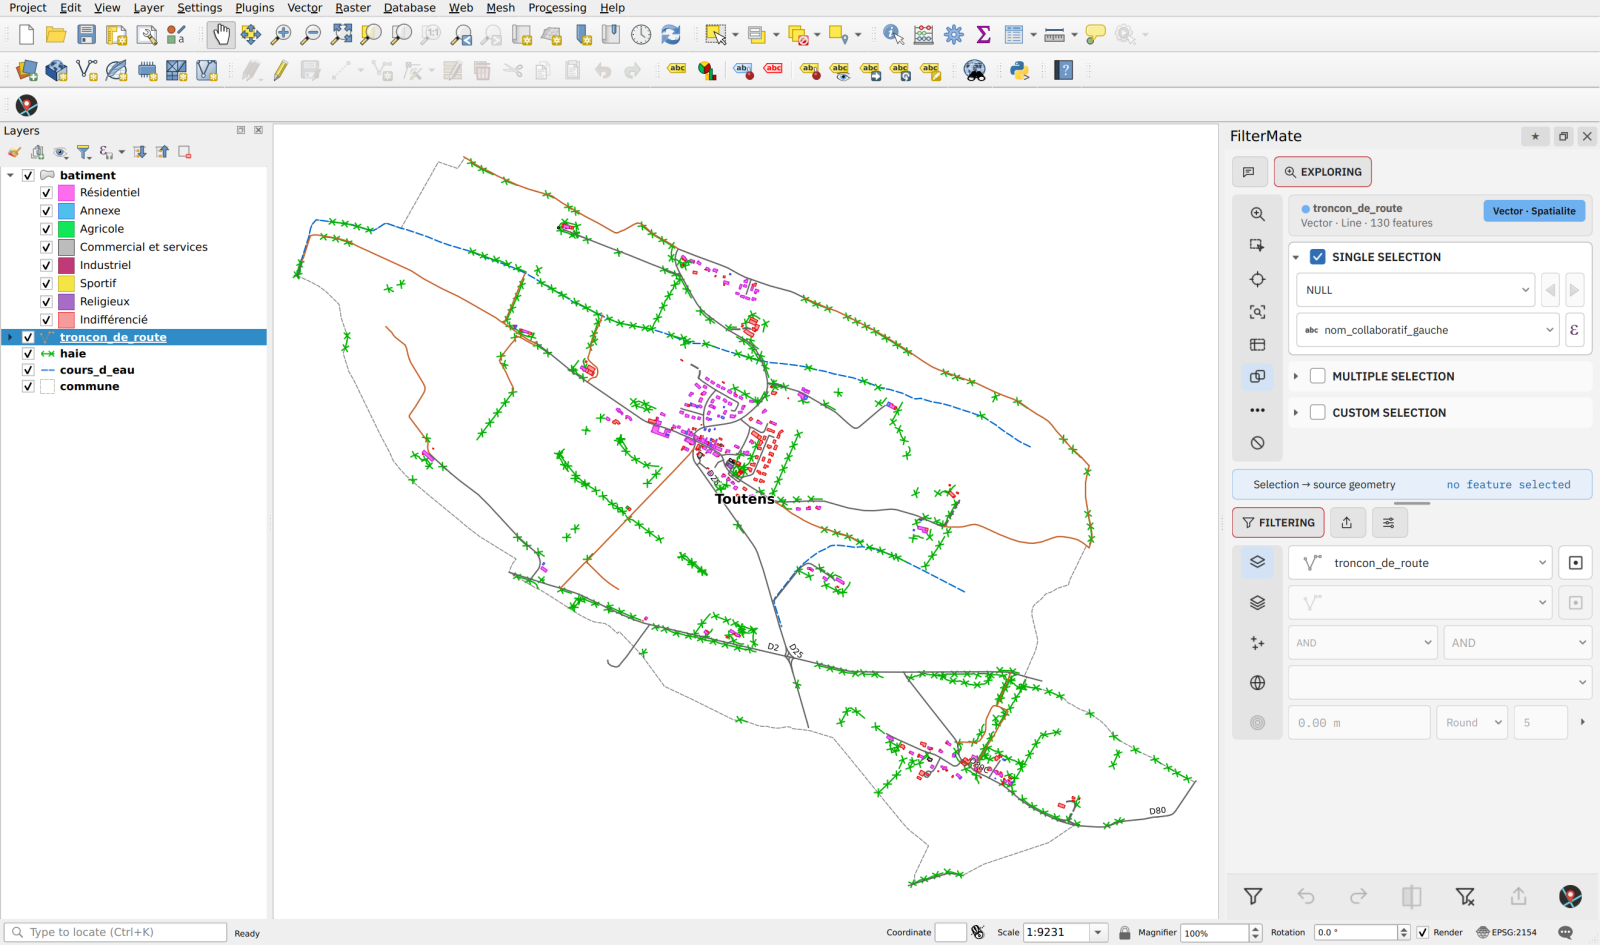 Project Edit View Layer Settings Plugins Vector Raster Database Web Mesh Processing Help
Layers
batiment
Résidentiel
Annexe
Agricole
Commercial et services
Industriel
Sportif
Religieux
Indifférencié
troncon_de_route
haie
cours_d_eau
commune
Toutens
D2
D25
D80
FilterMate
EXPLORING
troncon_de_route
Vector · Line · 130 features
Vector · Spatialite
SINGLE SELECTION
NULL
abc nom_collaboratif_gauche
ε
MULTIPLE SELECTION
CUSTOM SELECTION
Selection → source geometry no feature selected
FILTERING
troncon_de_route
AND AND
0.00 m Round 5
Type to locate (Ctrl+K) Ready Coordinate Scale 1:9231 Magnifier 100% Rotation 0.0 ° Render EPSG:2154